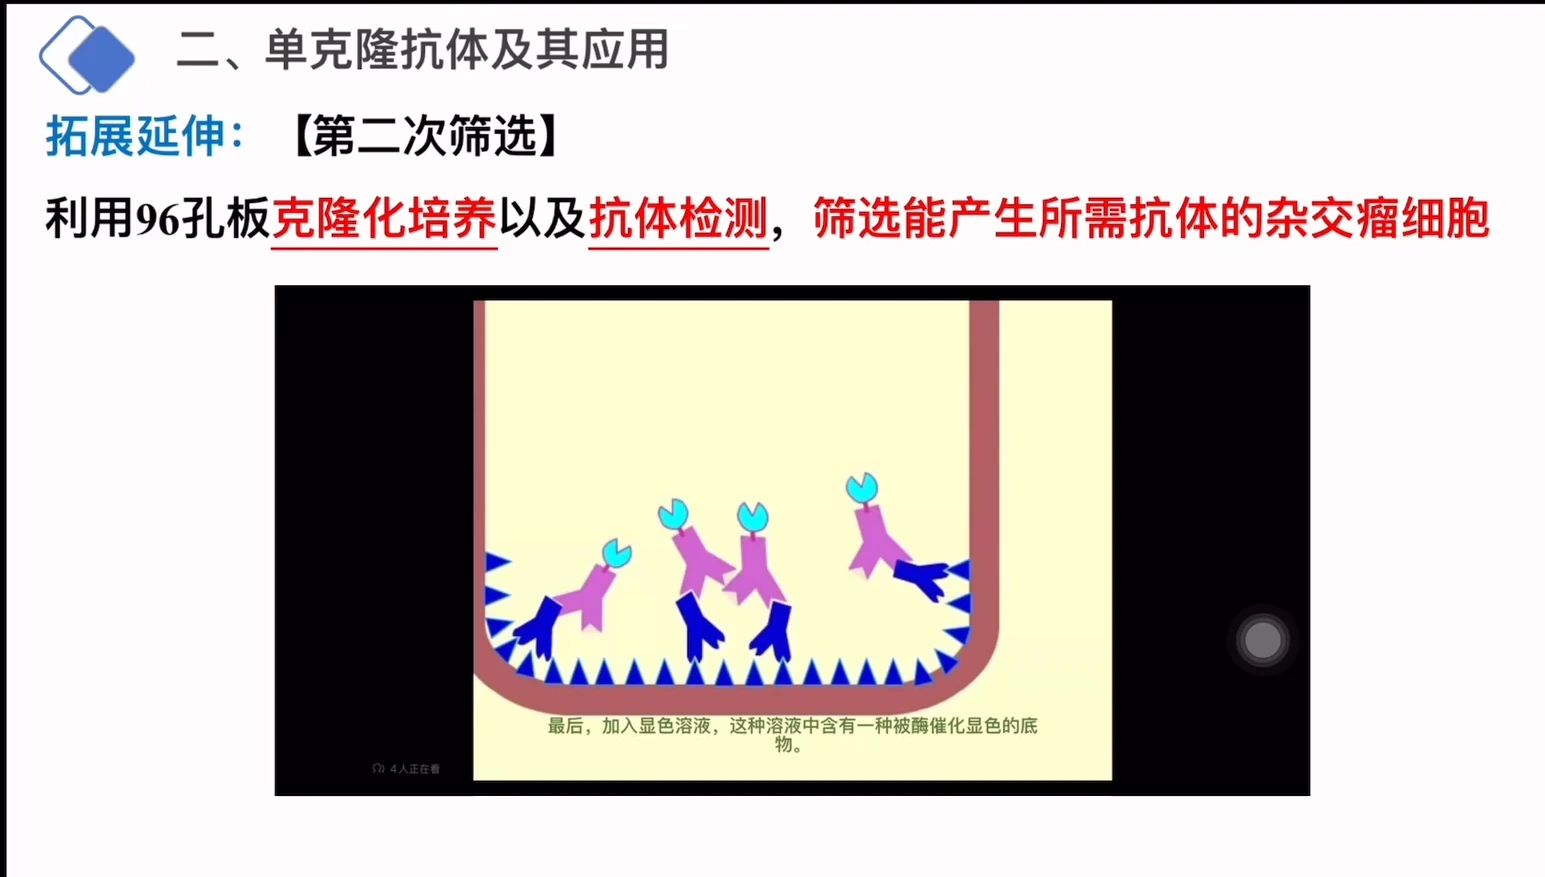 二、单克隆抗体及其应用
拓展延伸：【第二次筛选】
利用96孔板克隆化培养以及抗体检测，筛选能产生所需抗体的杂交瘤细胞
最后，加入显色溶液，这种溶液中含有一种被酶催化显色的底
物。
4人正在看